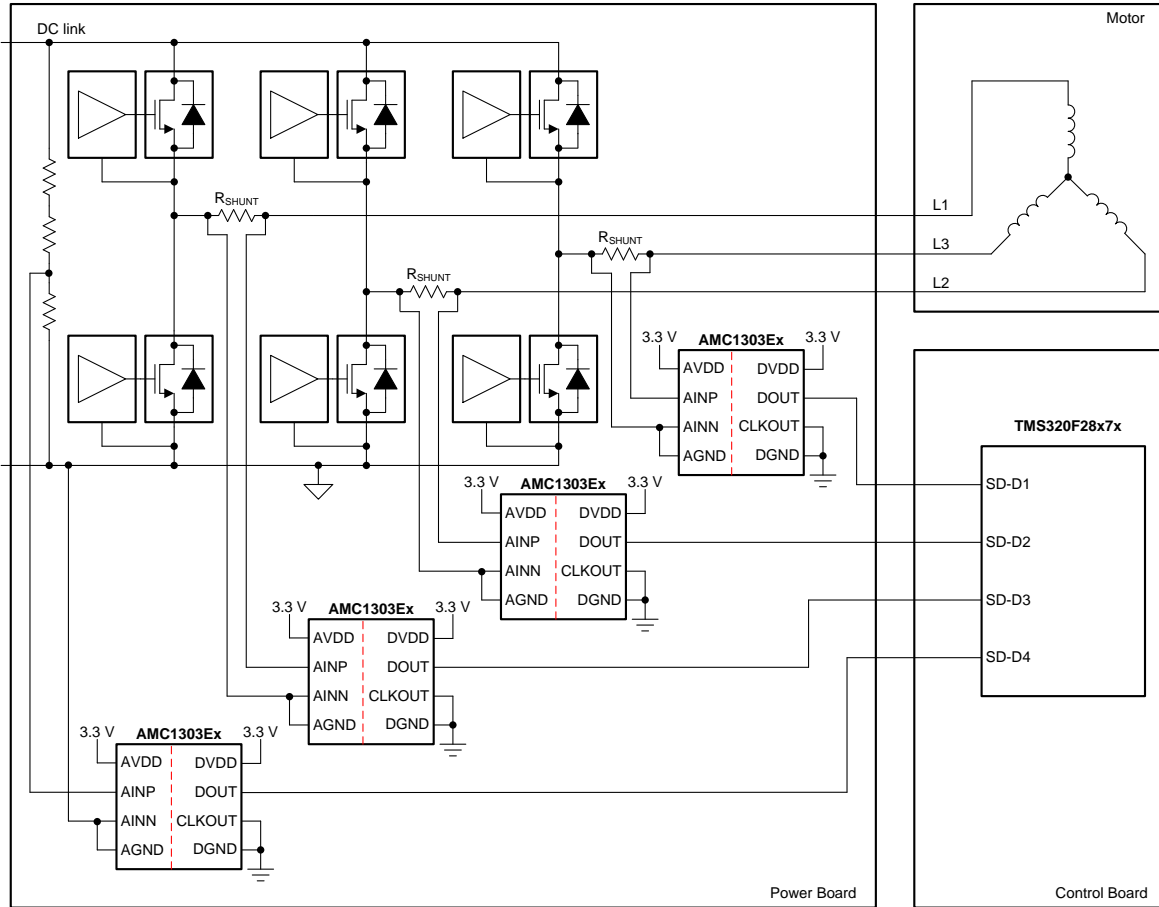 DC link
Motor
R_SHUNT
L1
R_SHUNT
L3
R_SHUNT
L2
3.3 V
AMC1303Ex
3.3 V
AVDD
DVDD
AINP
DOUT
AINN
CLKOUT
AGND
DGND
TMS320F28x7x
SD-D1
SD-D2
SD-D3
SD-D4
3.3 V
AMC1303Ex
3.3 V
AVDD
DVDD
AINP
DOUT
AINN
CLKOUT
AGND
DGND
3.3 V
AMC1303Ex
3.3 V
AVDD
DVDD
AINP
DOUT
AINN
CLKOUT
AGND
DGND
3.3 V
AMC1303Ex
3.3 V
AVDD
DVDD
AINP
DOUT
AINN
CLKOUT
AGND
DGND
Power Board
Control Board